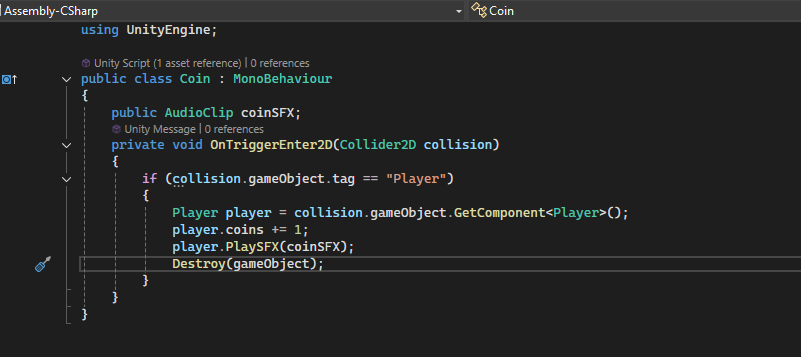 Assembly-CSharp Coin
using UnityEngine;
Unity Script (1 asset reference) | 0 references
public class Coin : MonoBehaviour
{
public AudioClip coinSFX;
Unity Message | 0 references
private void OnTriggerEnter2D(Collider2D collision)
{
if (collision.gameObject.tag == "Player")
{
Player player = collision.gameObject.GetComponent<Player>();
player.coins += 1;
player.PlaySFX(coinSFX);
Destroy(gameObject);
}
}
}